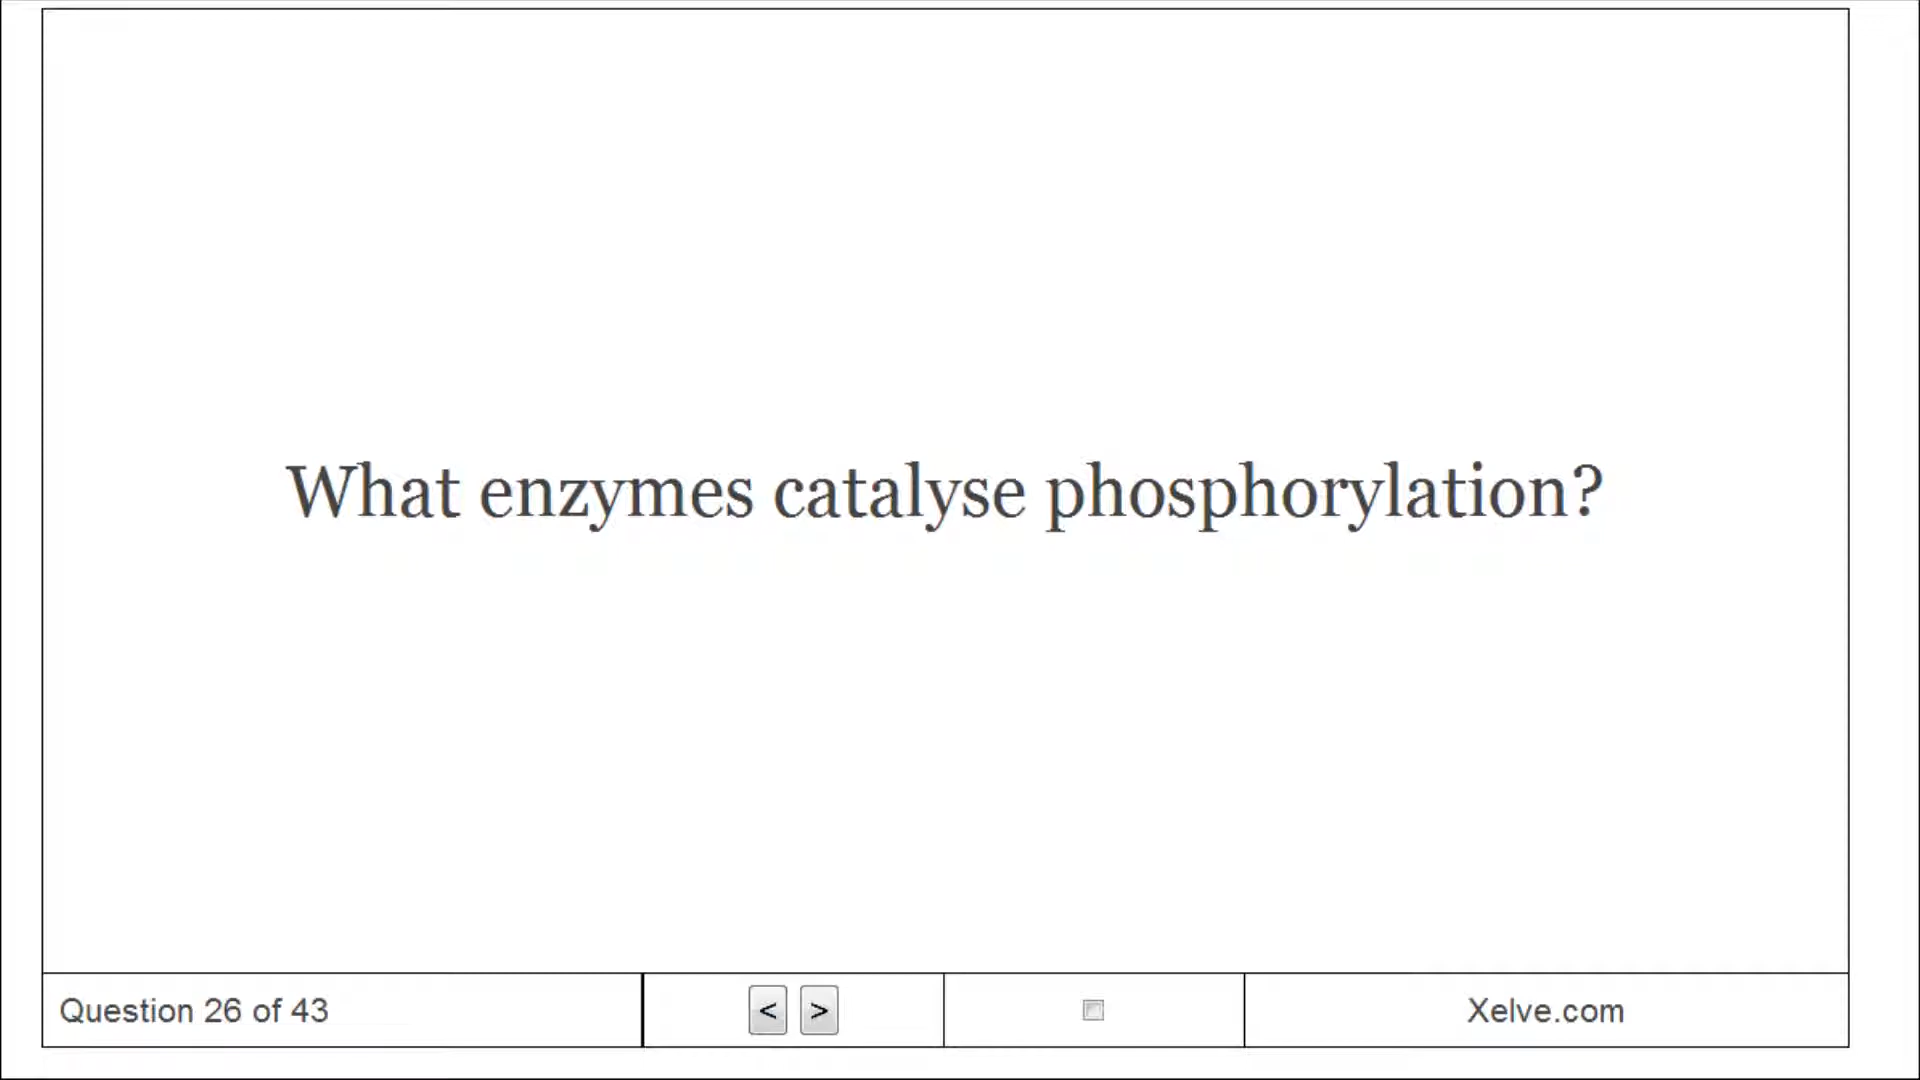 What enzymes catalyse phosphorylation?
Question 26 of 43
< >
Xelve.com